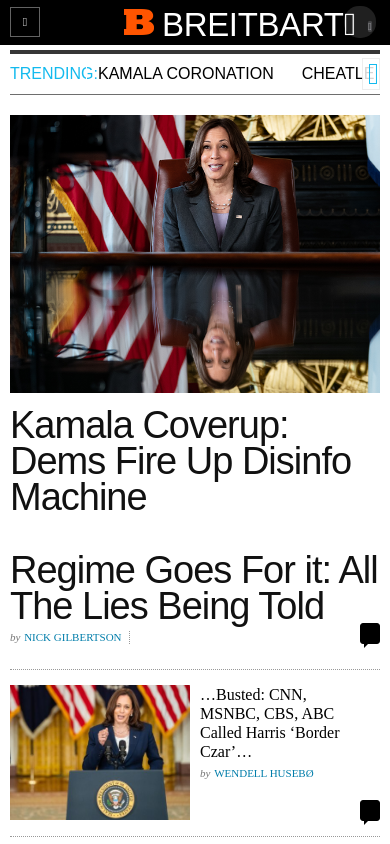 B BREITBART
TRENDING: KAMALA CORONATION CHEATLE
Kamala Coverup:
Dems Fire Up Disinfo
Machine
Regime Goes For it: All
The Lies Being Told
by NICK GILBERTSON
…Busted: CNN,
MSNBC, CBS, ABC
Called Harris ‘Border
Czar’…
by WENDELL HUSEBØ